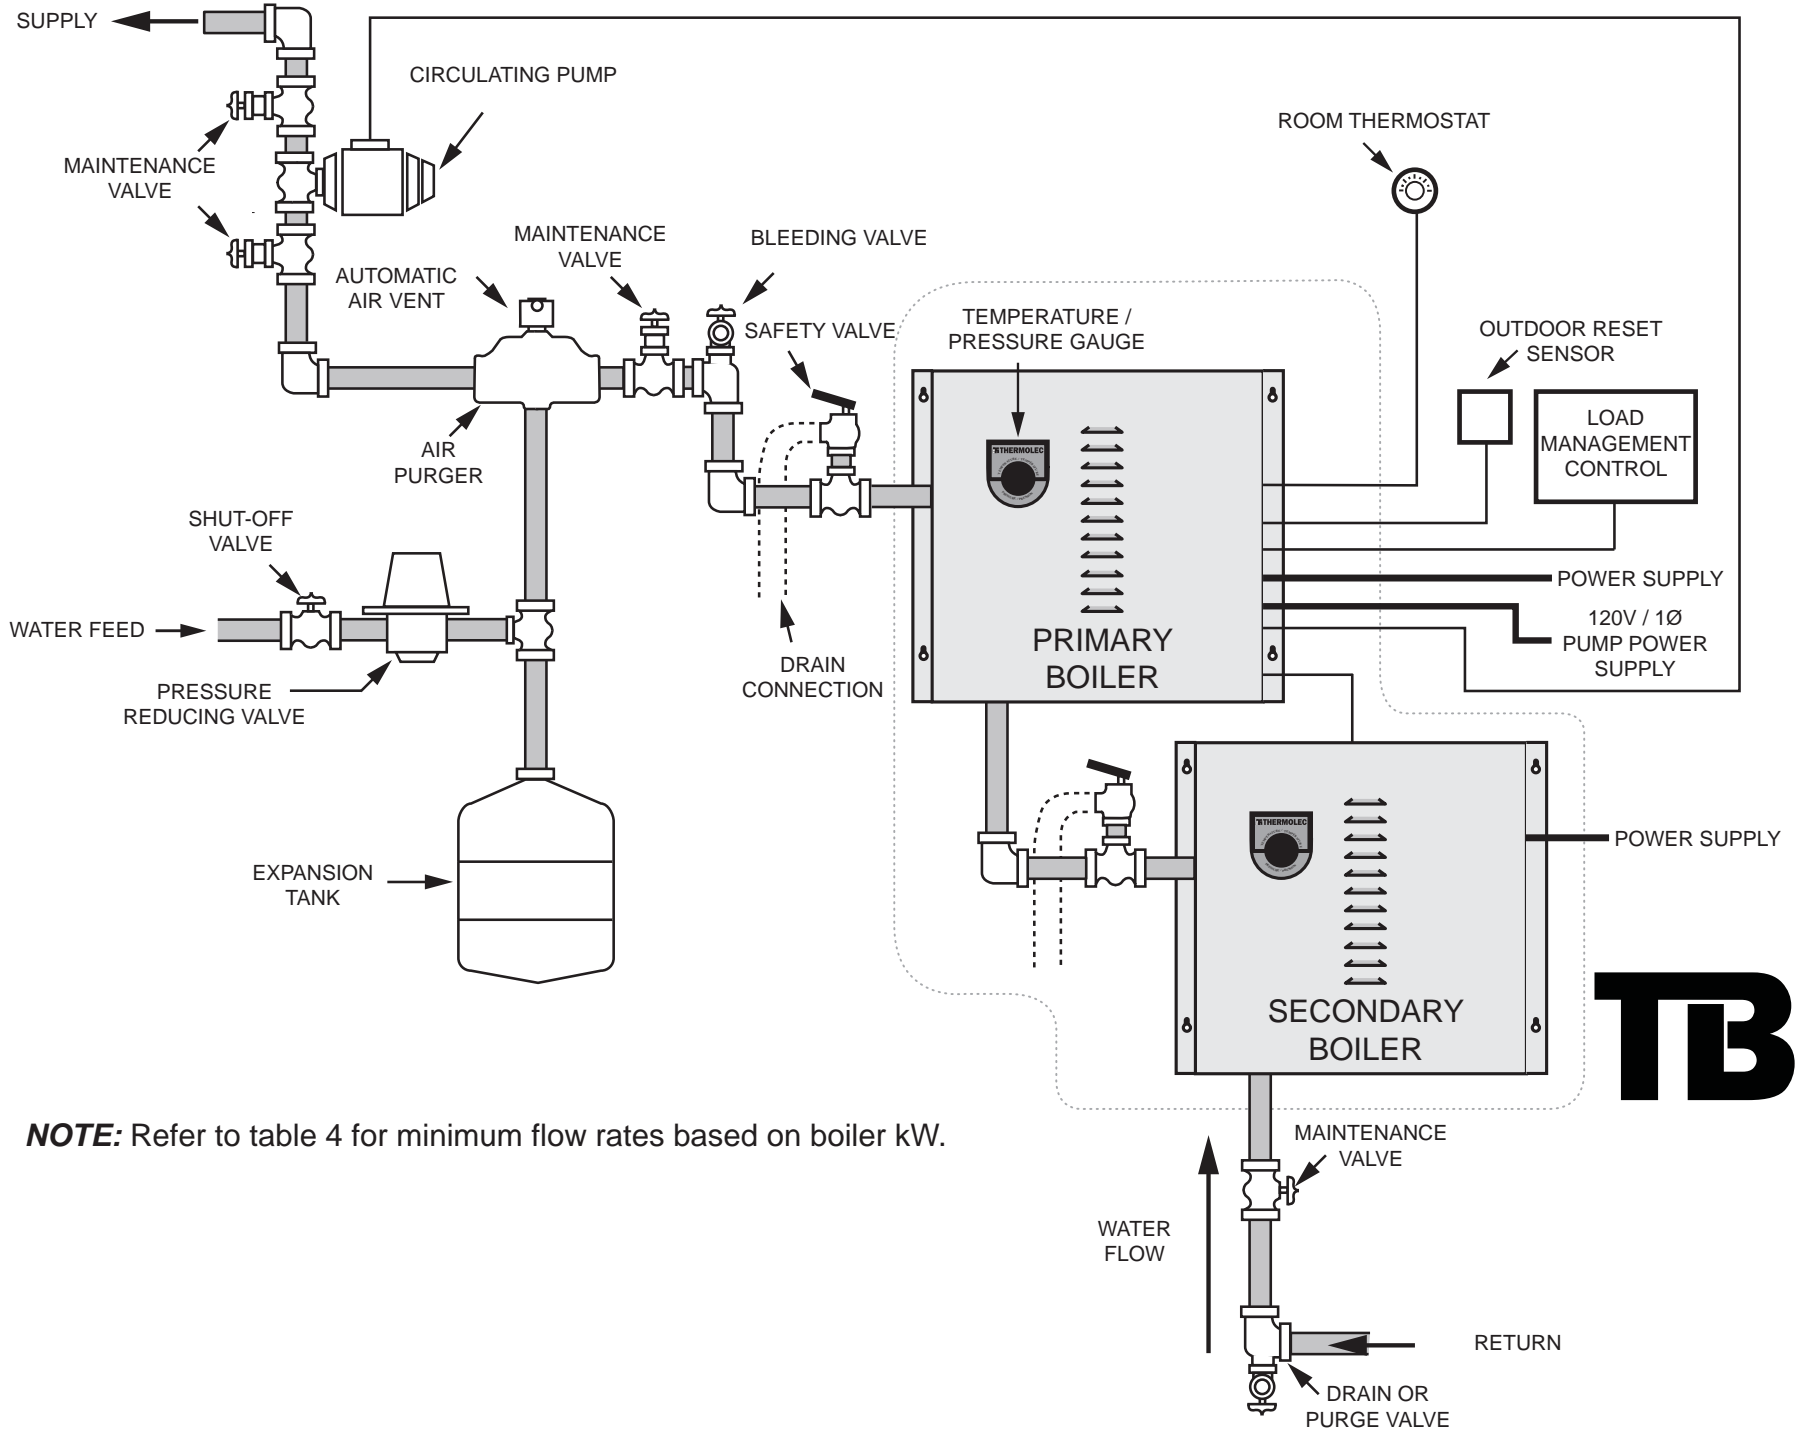 SUPPLY
CIRCULATING PUMP
MAINTENANCE
VALVE
ROOM THERMOSTAT
MAINTENANCE
VALVE
BLEEDING VALVE
AUTOMATIC
AIR VENT
SAFETY VALVE
TEMPERATURE /
PRESSURE GAUGE
OUTDOOR RESET
SENSOR
LOAD
MANAGEMENT
CONTROL
AIR
PURGER
THERMOLEC
SHUT-OFF
VALVE
WATER FEED
POWER SUPPLY
120V / 1Ø
PUMP POWER
SUPPLY
PRIMARY
BOILER
DRAIN
CONNECTION
PRESSURE
REDUCING VALVE
THERMOLEC
POWER SUPPLY
EXPANSION
TANK
SECONDARY
BOILER
TB
NOTE: Refer to table 4 for minimum flow rates based on boiler kW.
MAINTENANCE
VALVE
WATER
FLOW
RETURN
DRAIN OR
PURGE VALVE